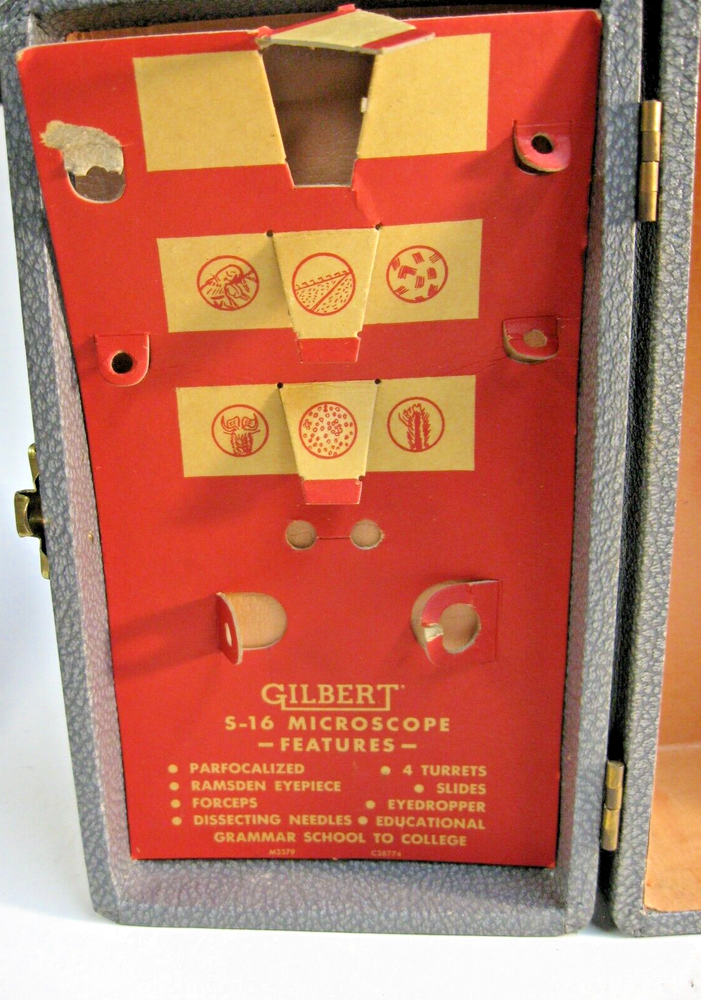 GILBERT
S-16 MICROSCOPE
— FEATURES —
• PARFOCALIZED • 4 TURRETS
• RAMSDEN EYEPIECE • SLIDES
• FORCEPS • EYEDROPPER
• DISSECTING NEEDLES • EDUCATIONAL
GRAMMAR SCHOOL TO COLLEGE
M3579